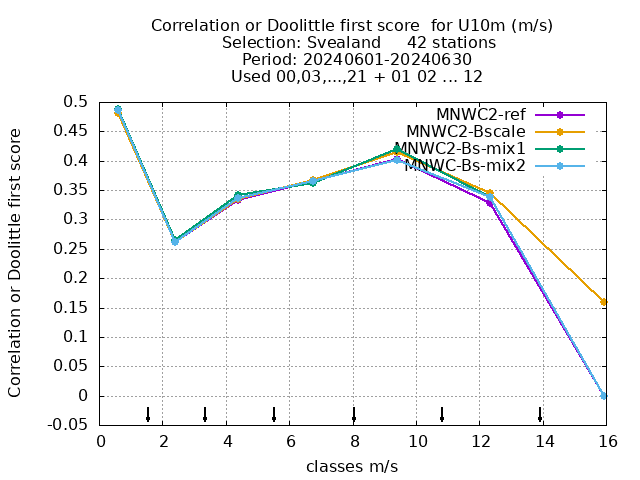 Correlation or Doolittle first score  for U10m (m/s)
Selection: Svealand     42 stations
Period: 20240601-20240630
Used 00,03,...,21 + 01 02 ... 12
MNWC2-ref
MNWC2-Bscale
MNWC2-Bs-mix1
MNWC-Bs-mix2
Correlation or Doolittle first score
0.5
0.45
0.4
0.35
0.3
0.25
0.2
0.15
0.1
0.05
0
-0.05
0 2 4 6 8 10 12 14 16
classes m/s